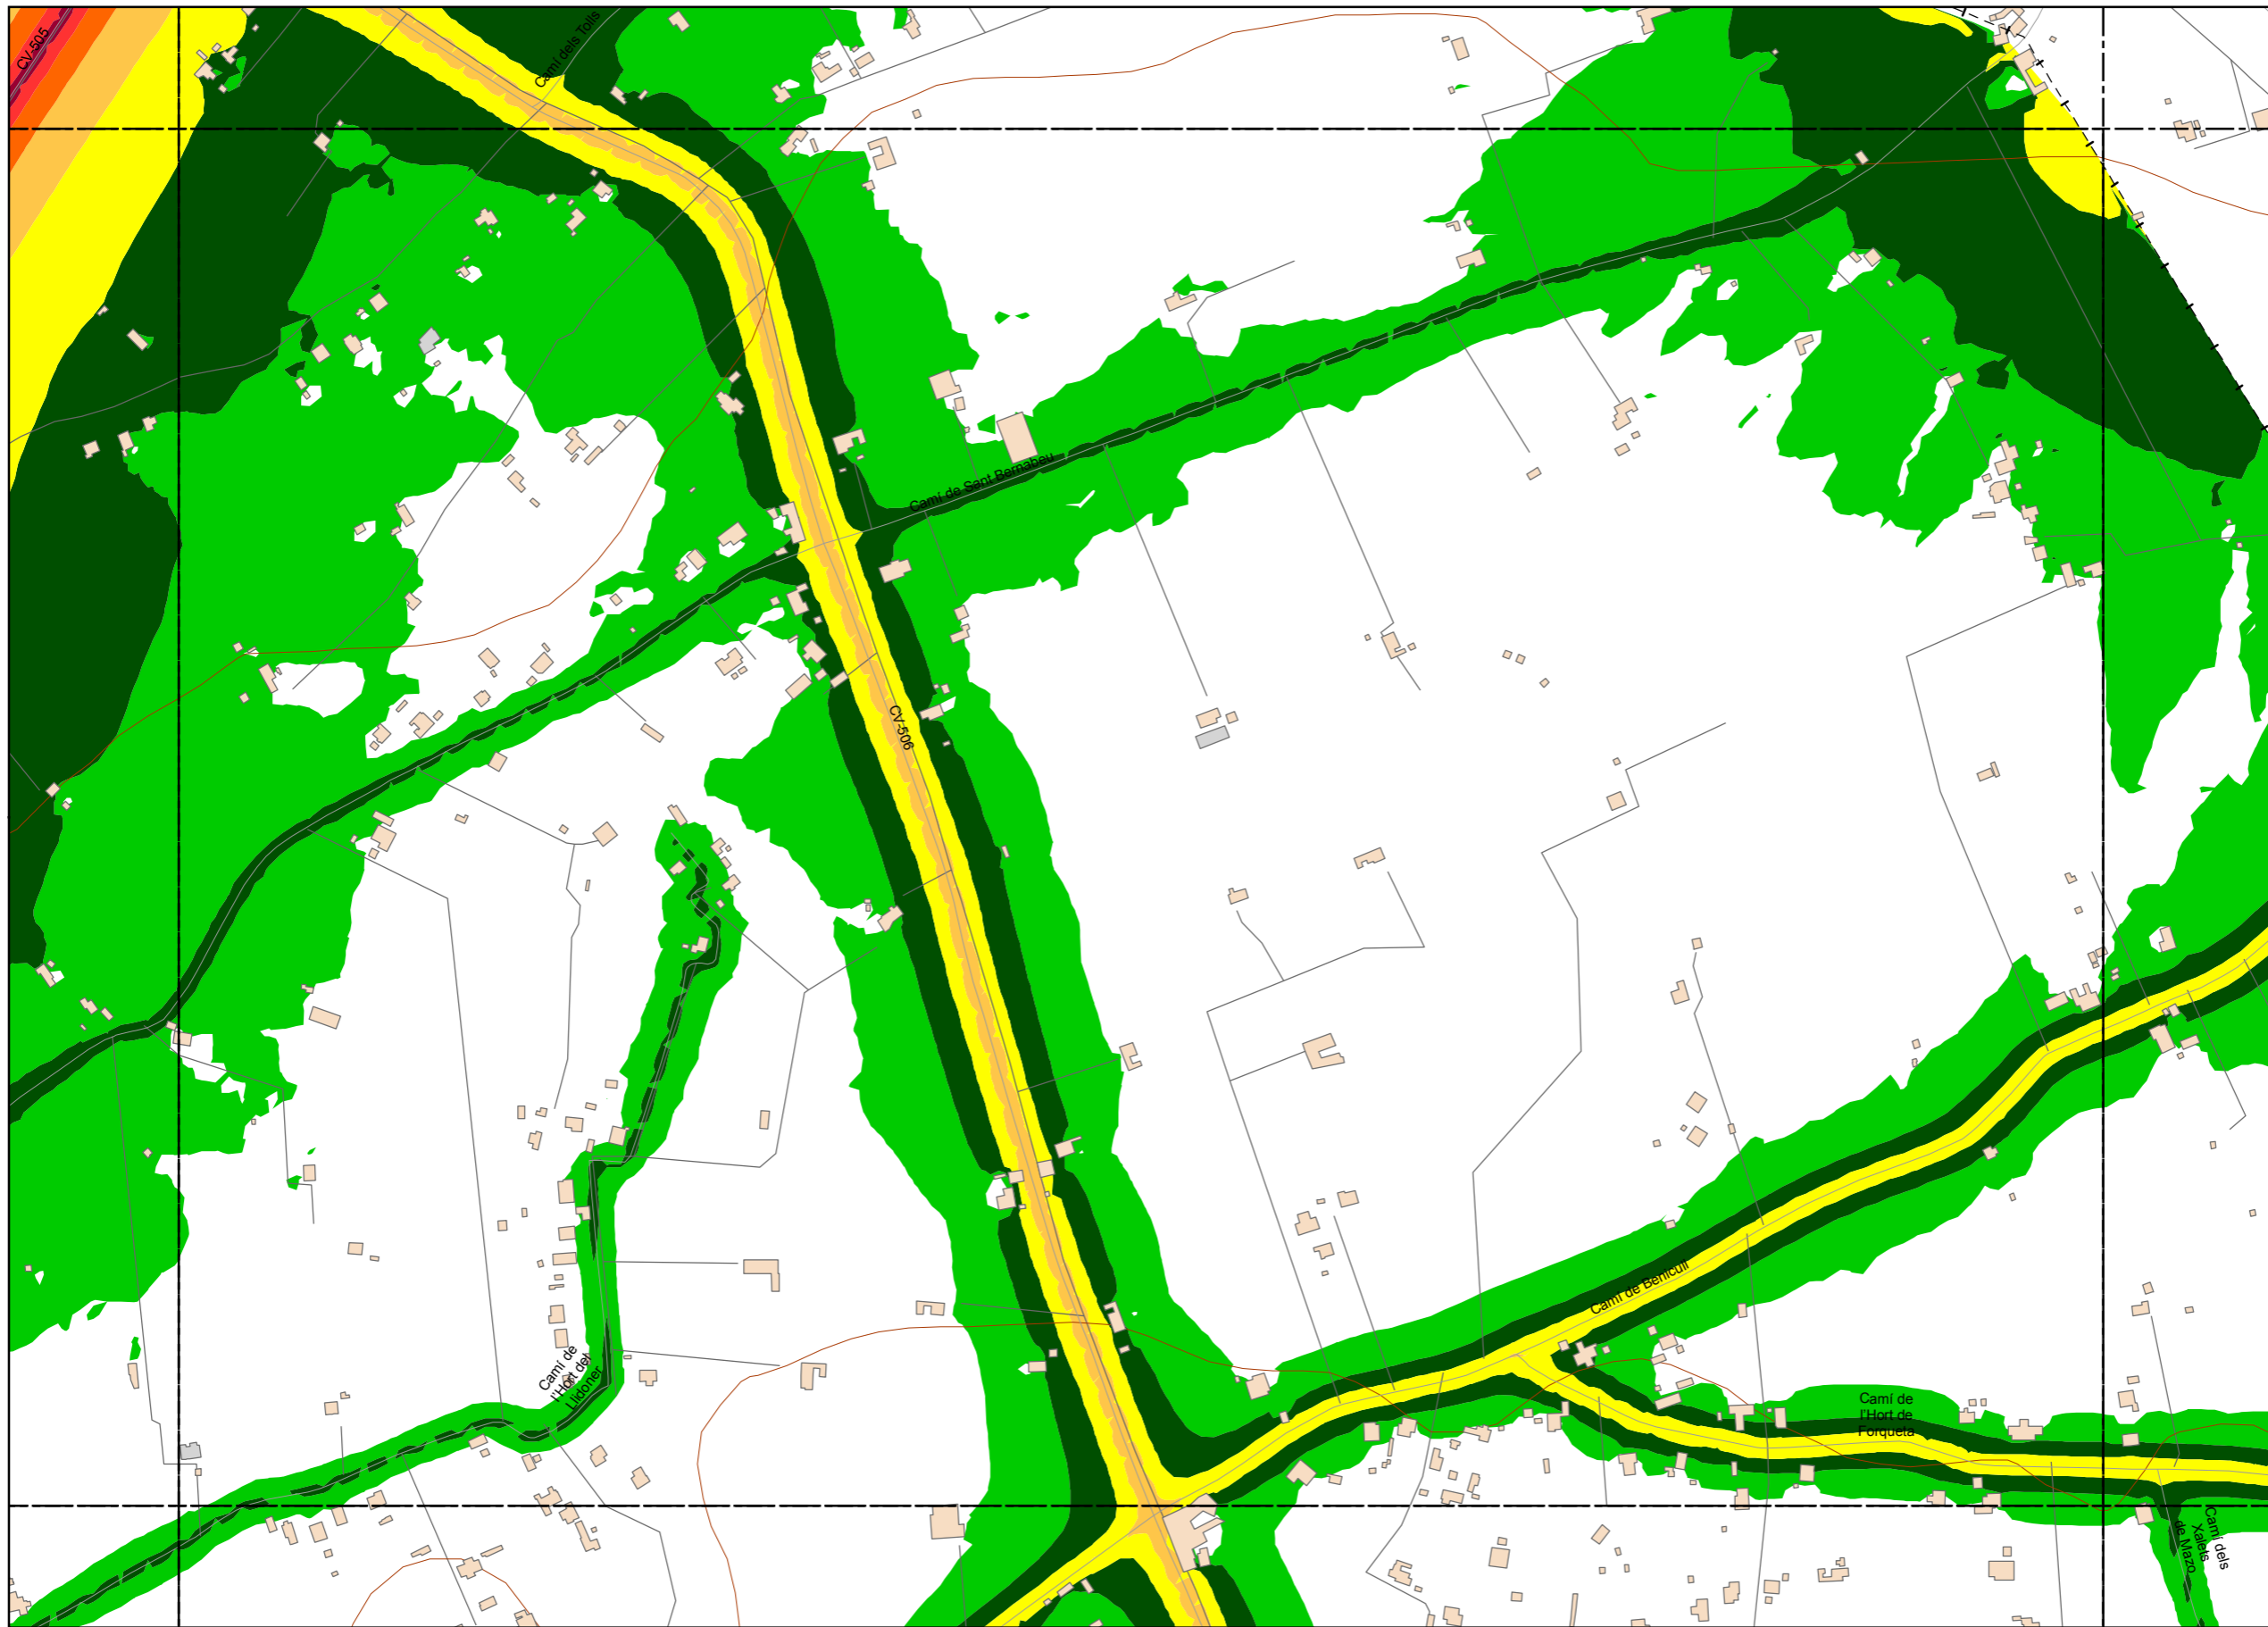 CV-505
Camí dels Tolls
Camí de Sant Bernabeu
CV-506
Camí de Benicull
Camí de
l'Hort del
Llidoner
Camí de
l'Hort de
Forqueta
Camí dels
Xalets
de Mazo